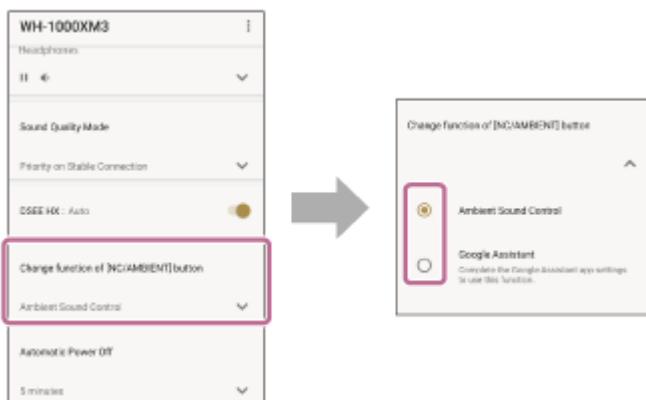 WH-1000XM3
Headphones
Sound Quality Mode
Priority on Stable Connection
DSEE HX : Auto
Change function of [NC/AMBIENT] button
Ambient Sound Control
Automatic Power Off
5 minutes
Change function of [NC/AMBIENT] button
Ambient Sound Control
Google Assistant
Complete the Google Assistant app settings
to use this function.